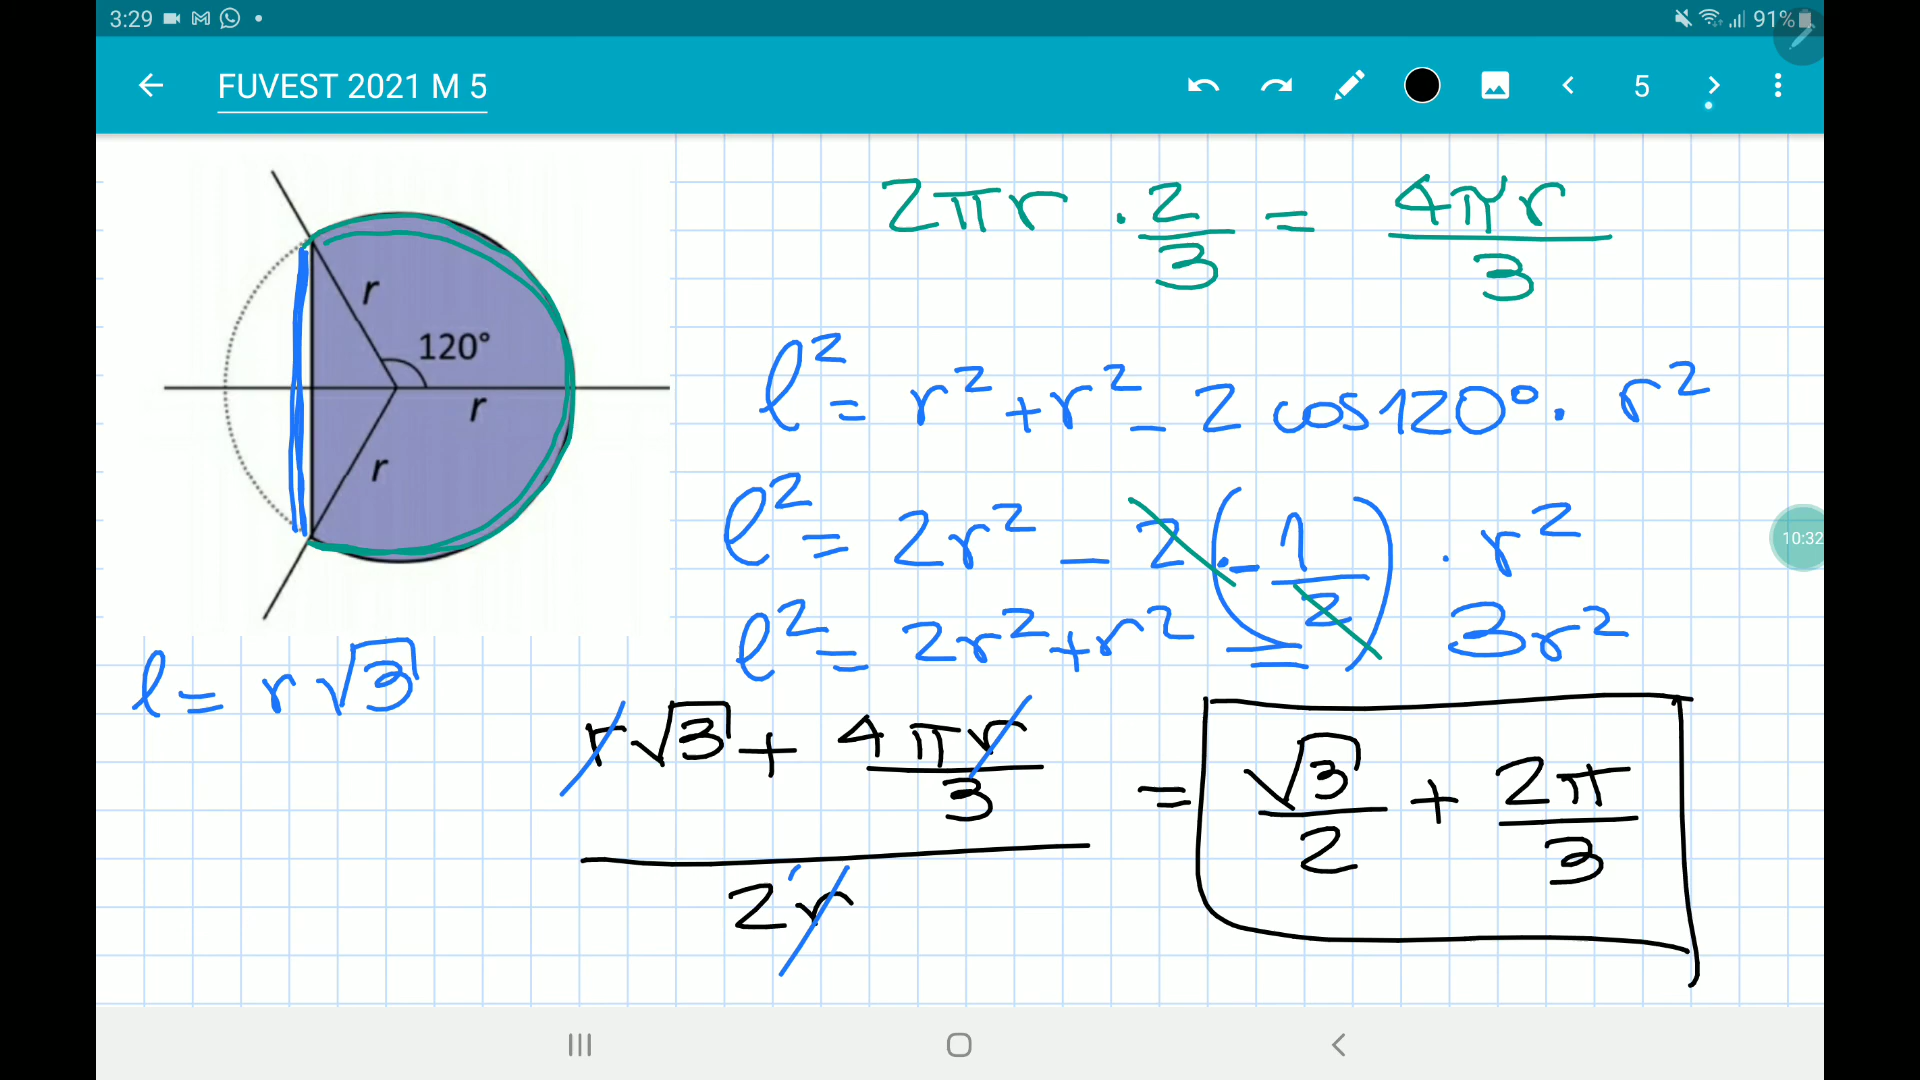 3:29 91%
FUVEST 2021 M 5 5
r
120°
r
r
2πr · 2/3 = 4πr/3
l² = r² + r² - 2 cos 120° · r²
l² = 2r² - 2 · (-1/2) · r²
10:32
l² = 2r² + r² = 3r²
l = r√3
(r√3 + 4πr/3)/2r = √3/2 + 2π/3